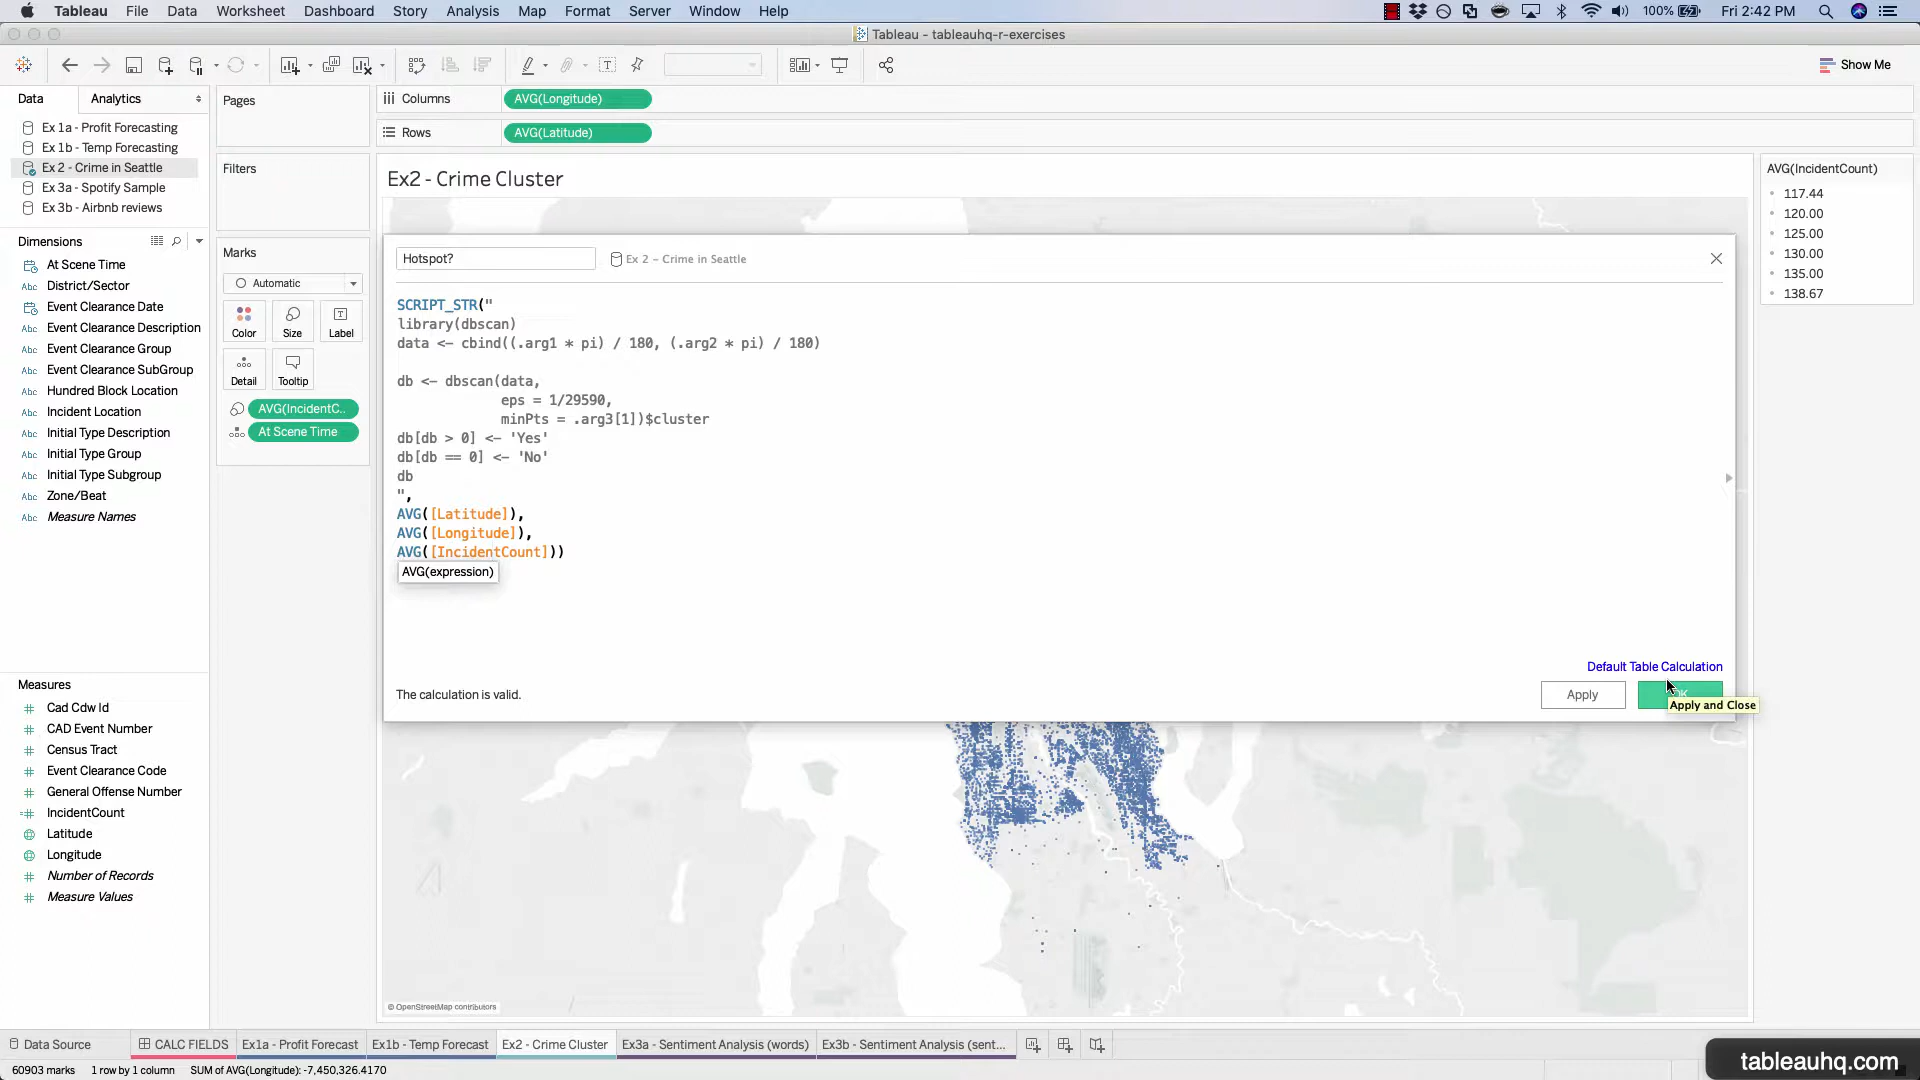 Tableau File Data Worksheet Dashboard Story Analysis Map Format Server Window Help 100% Fri 2:42 PM
Tableau - tableauhq-r-exercises
Show Me
Data Analytics
Pages
Columns AVG(Longitude)
Rows AVG(Latitude)
Ex 1a - Profit Forecasting
Ex 1b - Temp Forecasting
Ex 2 - Crime in Seattle
Ex 3a - Spotify Sample
Ex 3b - Airbnb reviews
Dimensions
Abc At Scene Time
Abc District/Sector
Event Clearance Date
Abc Event Clearance Description
Abc Event Clearance Group
Abc Event Clearance SubGroup
Abc Hundred Block Location
Abc Incident Location
Abc Initial Type Description
Abc Initial Type Group
Abc Initial Type Subgroup
Abc Zone/Beat
Abc Measure Names
Measures
# Cad Cdw Id
# CAD Event Number
# Census Tract
# Event Clearance Code
# General Offense Number
=# IncidentCount
Latitude
Longitude
# Number of Records
# Measure Values
Filters
Marks
Automatic
Color Size Label
Detail Tooltip
AVG(IncidentC..
At Scene Time
Ex2 - Crime Cluster
Hotspot? Ex 2 - Crime in Seattle
SCRIPT_STR("
library(dbscan)
data <- cbind((.arg1 * pi) / 180, (.arg2 * pi) / 180)
db <- dbscan(data,
eps = 1/29590,
minPts = .arg3[1])$cluster
db[db > 0] <- 'Yes'
db[db == 0] <- 'No'
db
",
AVG([Latitude]),
AVG([Longitude]),
AVG([IncidentCount]))
AVG(expression)
Default Table Calculation
The calculation is valid.
Apply
Apply and Close
AVG(IncidentCount)
117.44
120.00
125.00
130.00
135.00
138.67
© OpenStreetMap contributors
Data Source CALC FIELDS Ex1a - Profit Forecast Ex1b - Temp Forecast Ex2 - Crime Cluster Ex3a - Sentiment Analysis (words) Ex3b - Sentiment Analysis (sent...
60903 marks 1 row by 1 column SUM of AVG(Longitude): -7,450,326.4170
tableauhq.com